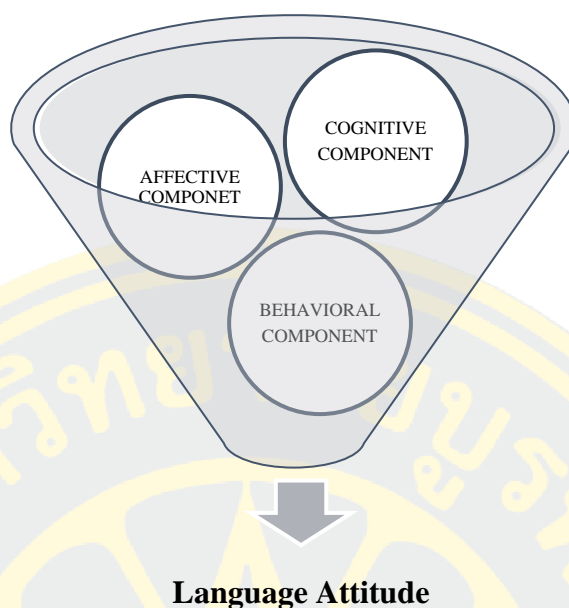 COGNITIVE
COMPONENT
AFFECTIVE
COMPONET
BEHAVIORAL
COMPONENT
Language Attitude